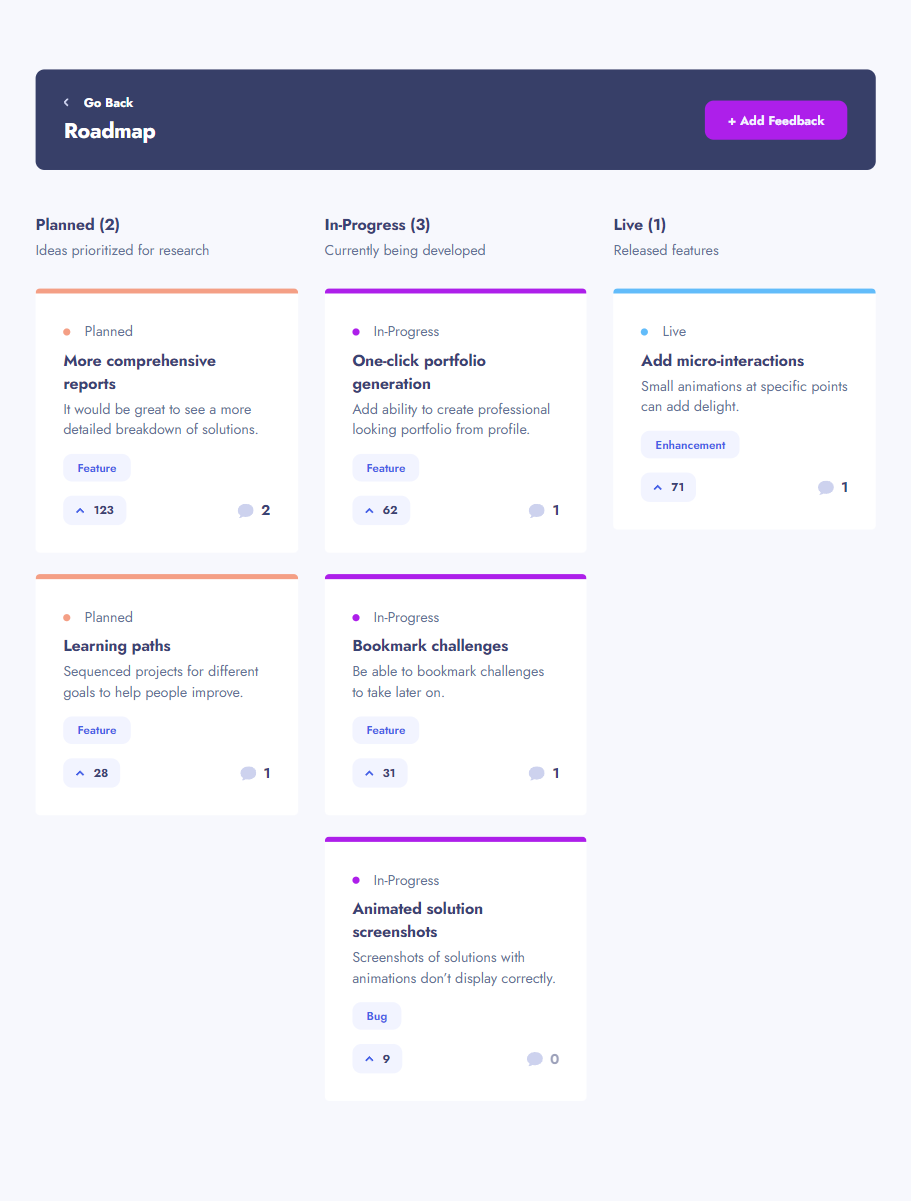 Go Back
Roadmap
+ Add Feedback
Planned (2)
Ideas prioritized for research
Planned
More comprehensive
reports
It would be great to see a more
detailed breakdown of solutions.
Feature
123
2
Planned
Learning paths
Sequenced projects for different
goals to help people improve.
Feature
28
1
In-Progress (3)
Currently being developed
In-Progress
One-click portfolio
generation
Add ability to create professional
looking portfolio from profile.
Feature
62
1
In-Progress
Bookmark challenges
Be able to bookmark challenges
to take later on.
Feature
31
1
In-Progress
Animated solution
screenshots
Screenshots of solutions with
animations don’t display correctly.
Bug
9
0
Live (1)
Released features
Live
Add micro-interactions
Small animations at specific points
can add delight.
Enhancement
71
1